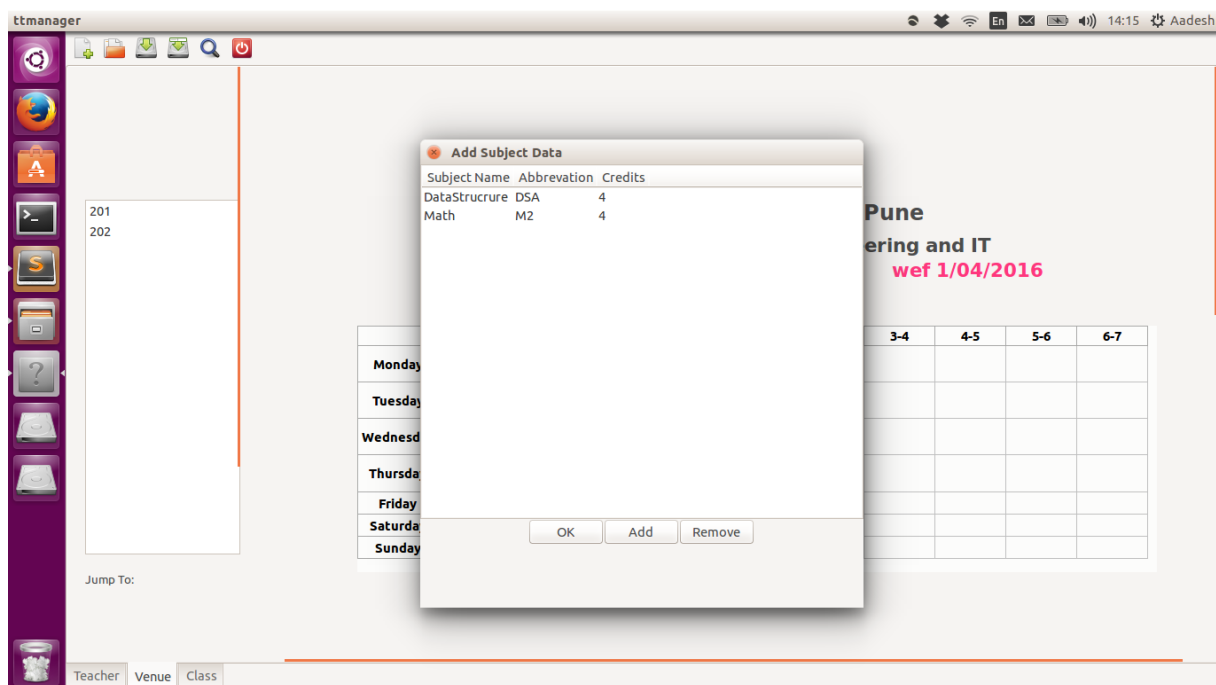 ttmanager En 14:15 Aadesh
Add Subject Data
Subject Name Abbrevation Credits
DataStrucrure DSA 4
Math M2 4
201
202
Pune
ering and IT
wef 1/04/2016
3-4 4-5 5-6 6-7
Monday
Tuesday
Wednesd
Thursda
Friday
Saturda
Sunday
OK Add Remove
Jump To:
Teacher Venue Class